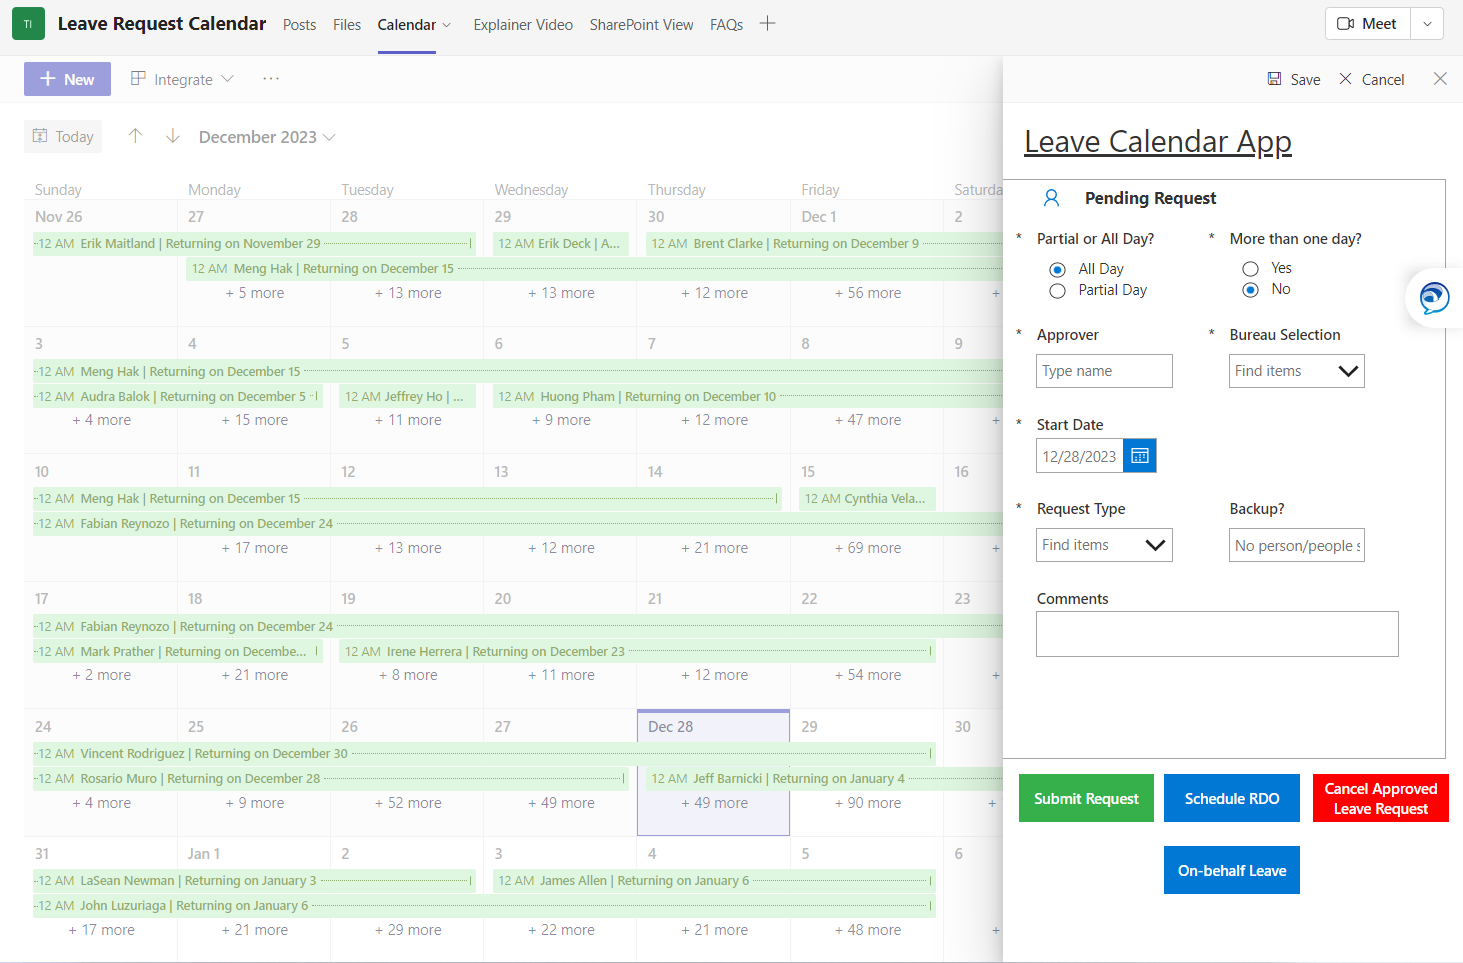 TI Leave Request Calendar Posts Files Calendar Explainer Video SharePoint View FAQs Meet
New Integrate ...
Save Cancel
Today December 2023
Leave Calendar App
Sunday Monday Tuesday Wednesday Thursday Friday
Nov 26 27 28 29 30 Dec 1 2
12 AM Erik Maitland | Returning on November 29 12 AM Erik Deck | A... 12 AM Brent Clarke | Returning on December 9
12 AM Meng Hak | Returning on December 15
+ 5 more + 13 more + 13 more + 12 more + 56 more +
3 4 5 6 7 8 9
12 AM Meng Hak | Returning on December 15
12 AM Audra Balok | Returning on December 5 12 AM Jeffrey Ho | ... 12 AM Huong Pham | Returning on December 10
+ 4 more + 15 more + 11 more + 9 more + 12 more + 47 more +
10 11 12 13 14 15 16
12 AM Meng Hak | Returning on December 15 12 AM Cynthia Vela...
12 AM Fabian Reynozo | Returning on December 24
+ 17 more + 13 more + 12 more + 21 more + 69 more +
17 18 19 20 21 22 23
12 AM Fabian Reynozo | Returning on December 24
12 AM Mark Prather | Returning on Decembe... 12 AM Irene Herrera | Returning on December 23
+ 2 more + 21 more + 8 more + 11 more + 12 more + 54 more +
24 25 26 27 Dec 28 29 30
12 AM Vincent Rodriguez | Returning on December 30
12 AM Rosario Muro | Returning on December 28 12 AM Jeff Barnicki | Returning on January 4
+ 4 more + 9 more + 52 more + 49 more + 49 more + 90 more +
31 Jan 1 2 3 4 5 6
12 AM LaSean Newman | Returning on January 3 12 AM James Allen | Returning on January 6
12 AM John Luzuriaga | Returning on January 6
+ 17 more + 21 more + 29 more + 22 more + 21 more + 48 more +
Pending Request
* Partial or All Day? * More than one day?
All Day Yes
Partial Day No
* Approver * Bureau Selection
Type name Find items
* Start Date
12/28/2023
* Request Type Backup?
Find items No person/people s
Comments
Submit Request Schedule RDO Cancel Approved
Leave Request
On-behalf Leave